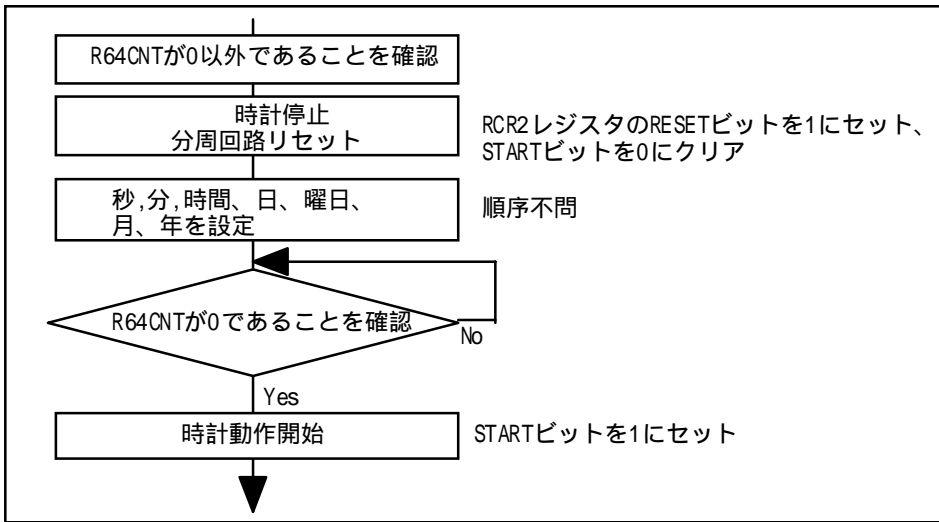 R64CNTが0以外であることを確認
時計停止
分周回路リセット
RCR2レジスタのRESETビットを1にセット、
STARTビットを0にクリア
秒,分,時間、日、曜日、
月、年を設定
順序不問
R64CNTが0であることを確認
No
Yes
時計動作開始
STARTビットを1にセット